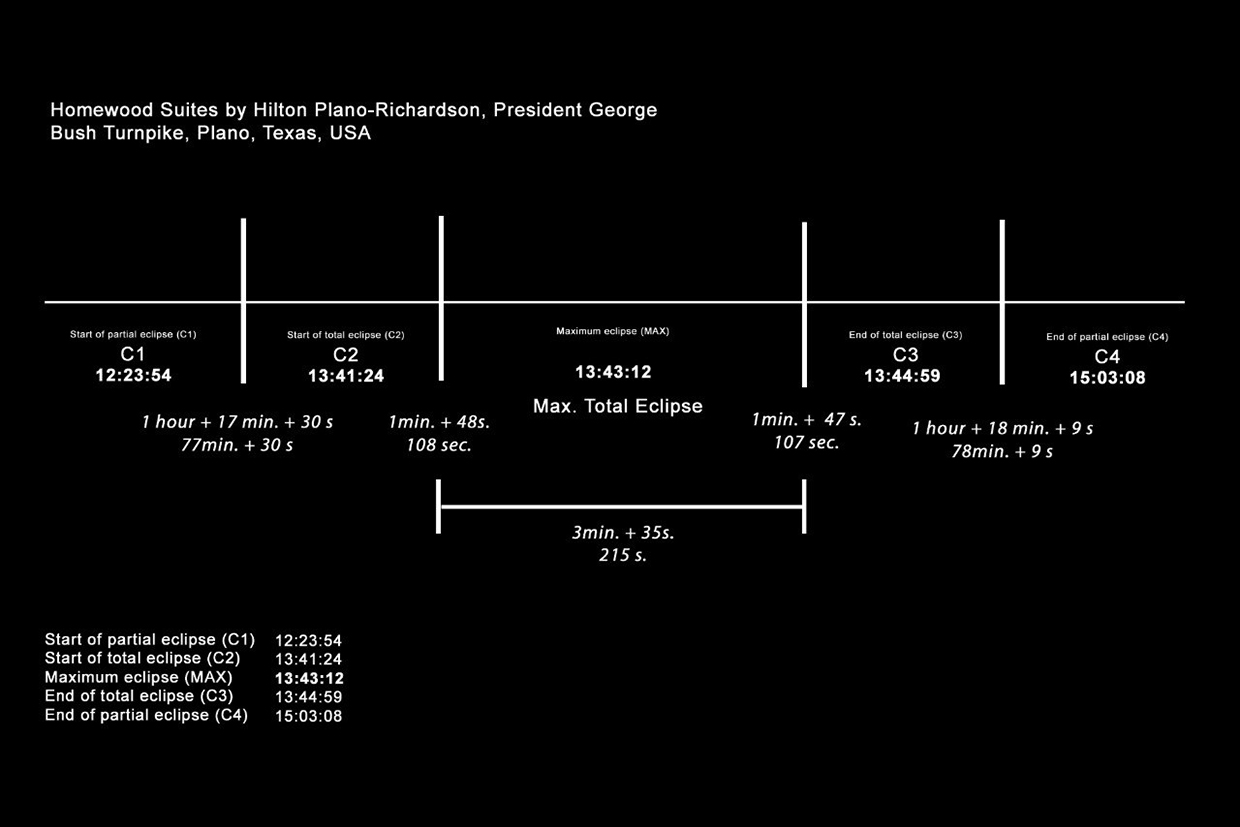 Homewood Suites by Hilton Plano-Richardson, President George
Bush Turnpike, Plano, Texas, USA
Start of partial eclipse (C1)
C1
12:23:54
Start of total eclipse (C2)
C2
13:41:24
Maximum eclipse (MAX)
13:43:12
Max. Total Eclipse
End of total eclipse (C3)
C3
13:44:59
End of partial eclipse (C4)
C4
15:03:08
1 hour + 17 min. + 30 s
77min. + 30 s
1min. + 48s.
108 sec.
1min. +  47 s.
107 sec.
1 hour + 18 min. + 9 s
78min. + 9 s
3min. + 35s.
215 s.
Start of partial eclipse (C1) 12:23:54
Start of total eclipse (C2) 13:41:24
Maximum eclipse (MAX) 13:43:12
End of total eclipse (C3) 13:44:59
End of partial eclipse (C4) 15:03:08